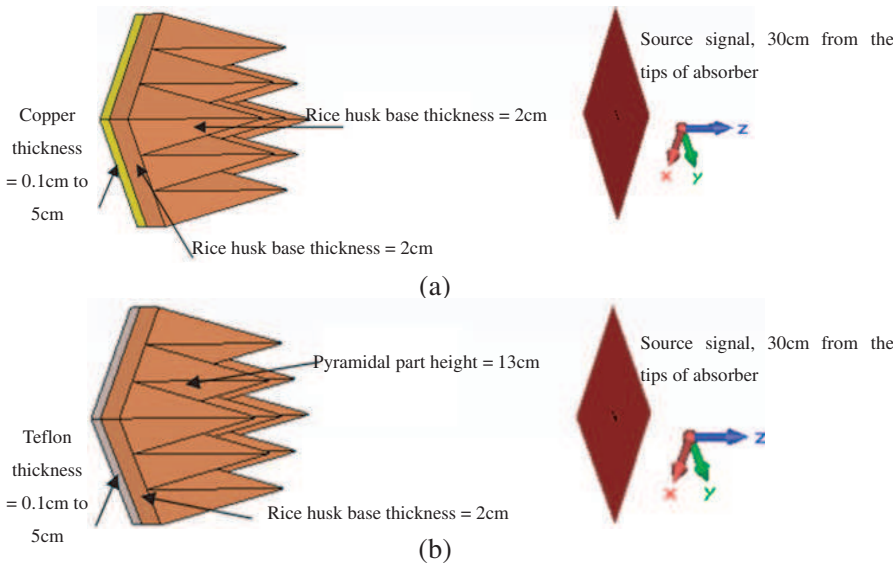 Source signal, 30cm from the
tips of absorber
Copper
thickness
= 0.1cm to
5cm
Rice husk base thickness = 2cm
Z
X
Y
Rice husk base thickness = 2cm
(a)
Source signal, 30cm from the
tips of absorber
Pyramidal part height = 13cm
Teflon
thickness
= 0.1cm to
5cm
Z
X
Y
Rice husk base thickness = 2cm
(b)